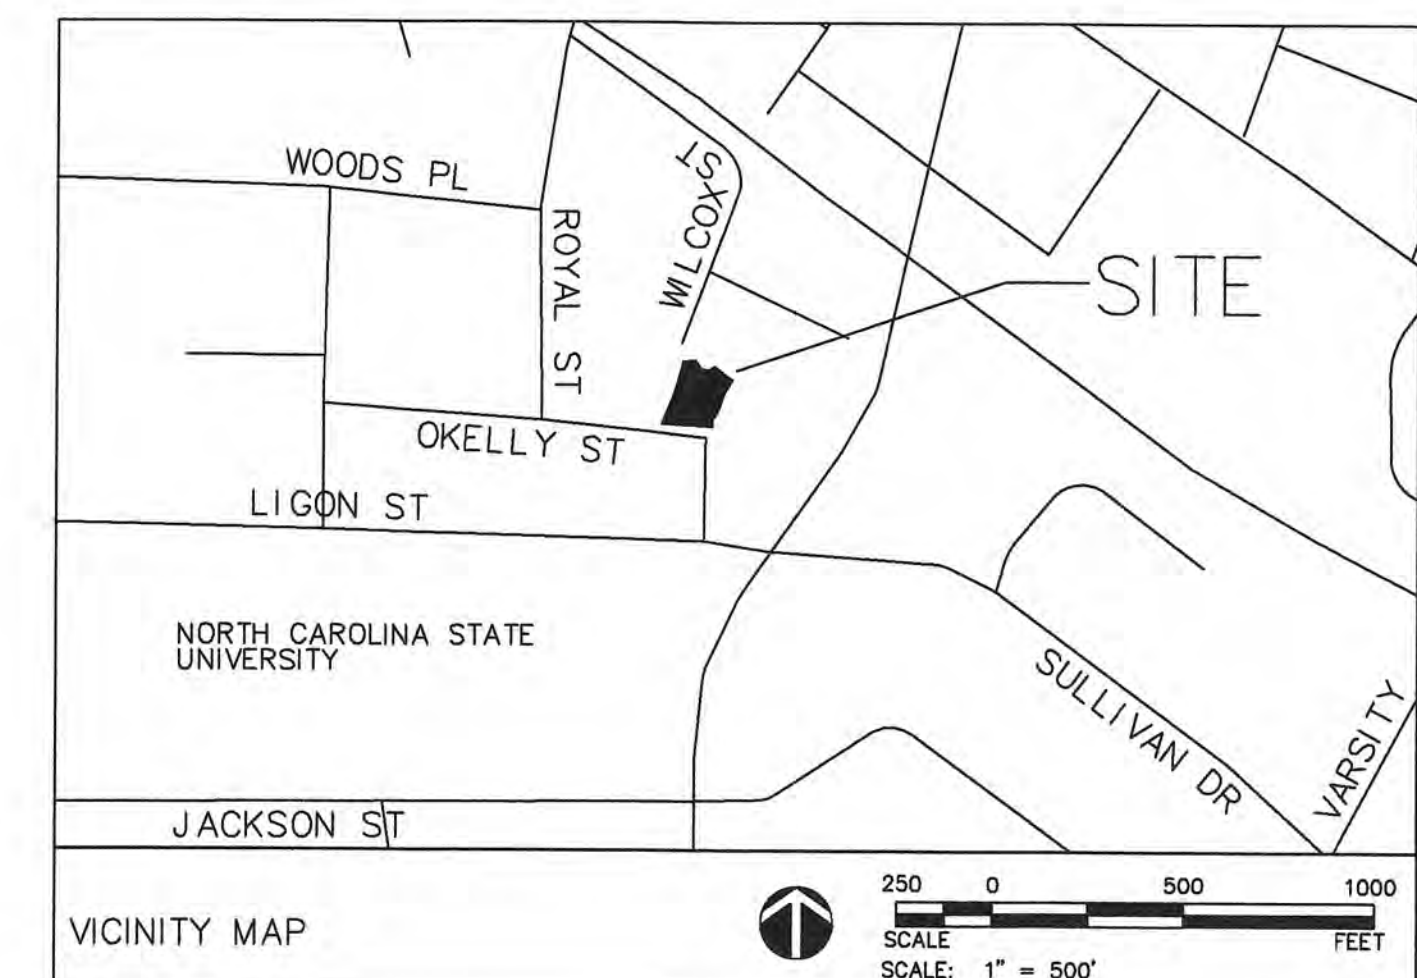 WOODS PL
WILCOX ST
ROYAL ST
SITE
OKELLY ST
LIGON ST
NORTH CAROLINA STATE
UNIVERSITY
SULLIVAN DR
VARSITY
JACKSON ST
VICINITY MAP
250 0 500 1000
SCALE FEET
SCALE: 1" = 500'